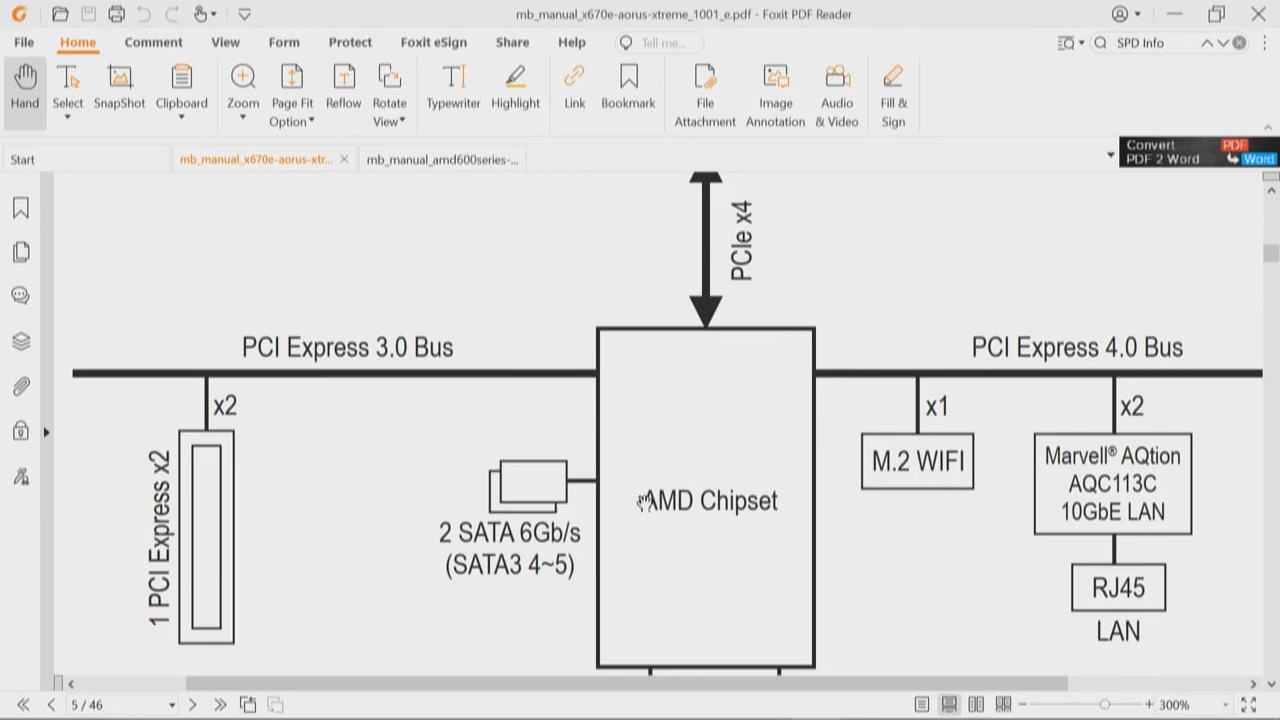 mb_manual_x670e-aorus-xtreme_1001_e.pdf - Foxit PDF Reader
File Home Comment View Form Protect Foxit eSign Share Help Tell me... SPD Info
Hand Select SnapShot Clipboard Zoom Page Fit Option Reflow Rotate View Typewriter Highlight Link Bookmark File Attachment Image Annotation Audio & Video Fill & Sign
Start mb_manual_x670e-aorus-xtr... mb_manual_amd600series-...
Convert PDF
PDF 2 Word Word
PCIe x4
PCI Express 3.0 Bus
PCI Express 4.0 Bus
x2
x1
x2
1 PCI Express x2
M.2 WIFI
Marvell® AQtion
AQC113C
10GbE LAN
AMD Chipset
2 SATA 6Gb/s
(SATA3 4~5)
RJ45
LAN
5 / 46
300%